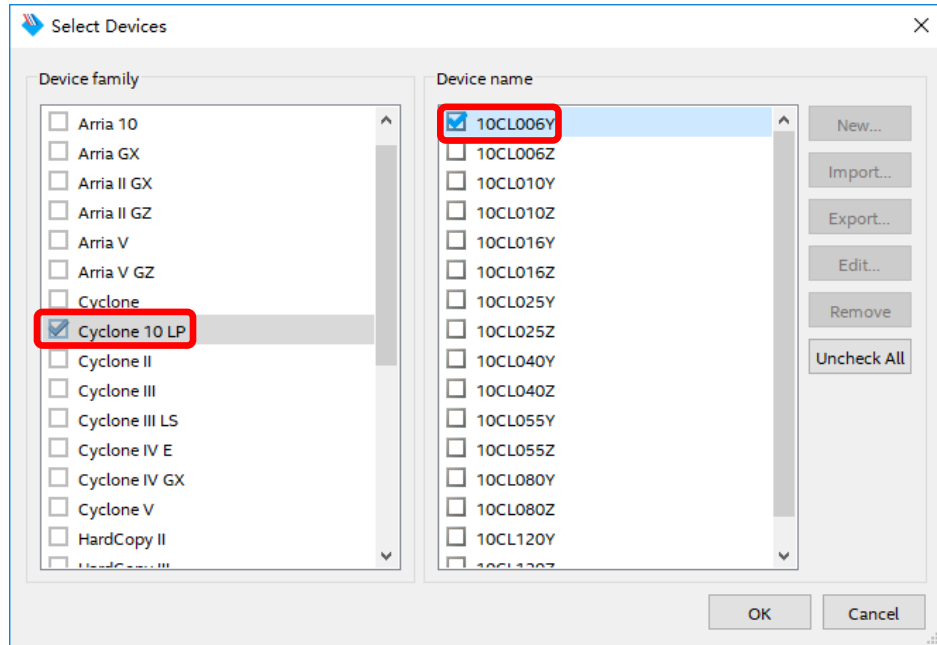 Select Devices
Device family
Arria 10
Arria GX
Arria II GX
Arria II GZ
Arria V
Arria V GZ
Cyclone
Cyclone 10 LP
Cyclone II
Cyclone III
Cyclone III LS
Cyclone IV E
Cyclone IV GX
Cyclone V
HardCopy II
HardCopy III
Device name
10CL006Y
10CL006Z
10CL010Y
10CL010Z
10CL016Y
10CL016Z
10CL025Y
10CL025Z
10CL040Y
10CL040Z
10CL055Y
10CL055Z
10CL080Y
10CL080Z
10CL120Y
10CL120Z
New...
Import...
Export...
Edit...
Remove
Uncheck All
OK
Cancel